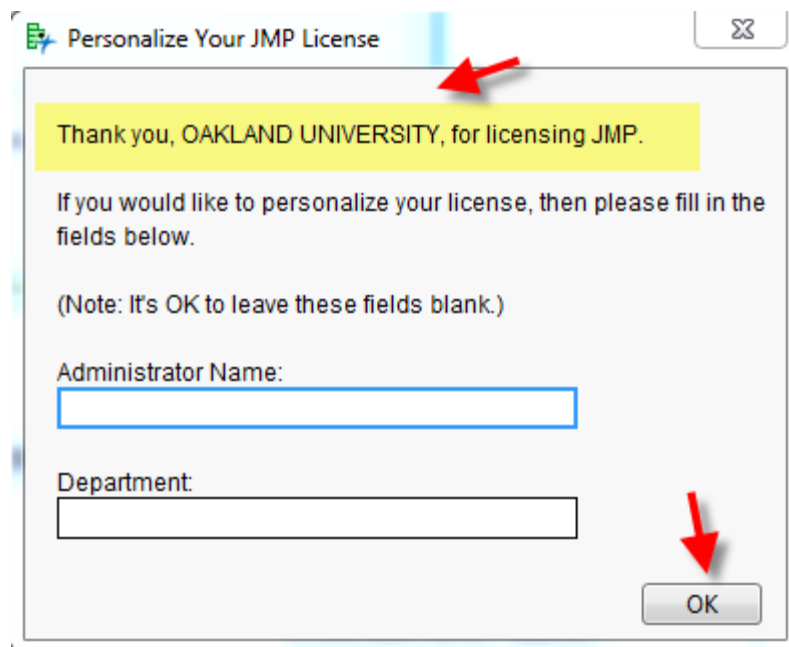 Personalize Your JMP License
Thank you, OAKLAND UNIVERSITY, for licensing JMP.
If you would like to personalize your license, then please fill in the
fields below.
(Note: It's OK to leave these fields blank.)
Administrator Name:
Department:
OK